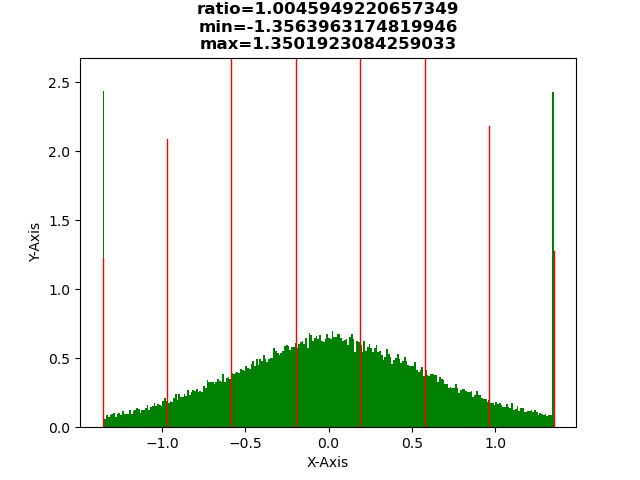 ratio=1.0045949220657349
min=-1.3563963174819946
max=1.3501923084259033
2.5
2.0
1.5
1.0
0.5
0.0
Y-Axis
−1.0 −0.5 0.0 0.5 1.0
X-Axis